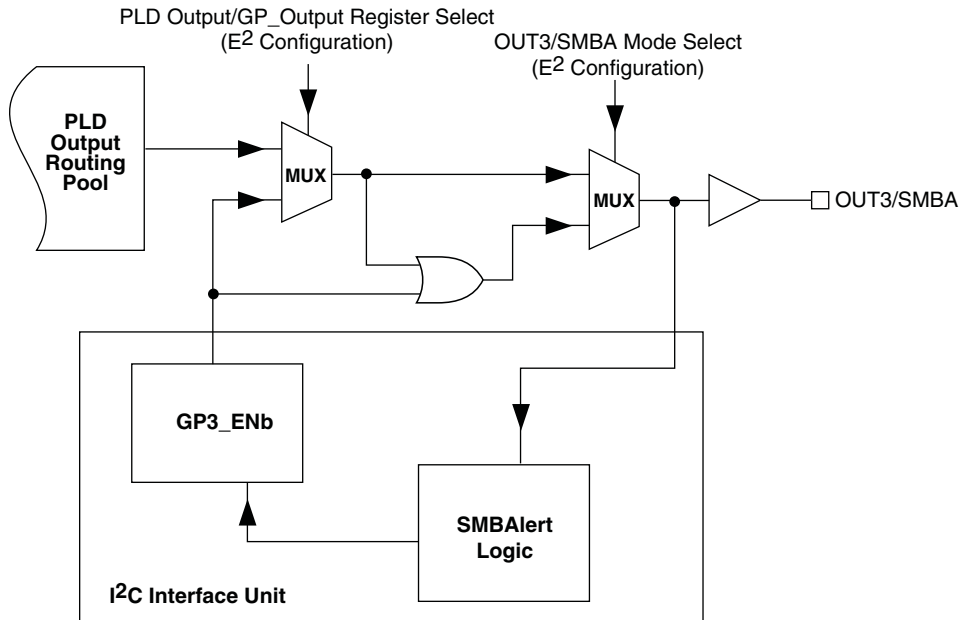 PLD Output/GP_Output Register Select
(E2 Configuration)
OUT3/SMBA Mode Select
(E2 Configuration)
PLD
Output
Routing
Pool
MUX
MUX
OUT3/SMBA
GP3_ENb
SMBAlert
Logic
I2C Interface Unit